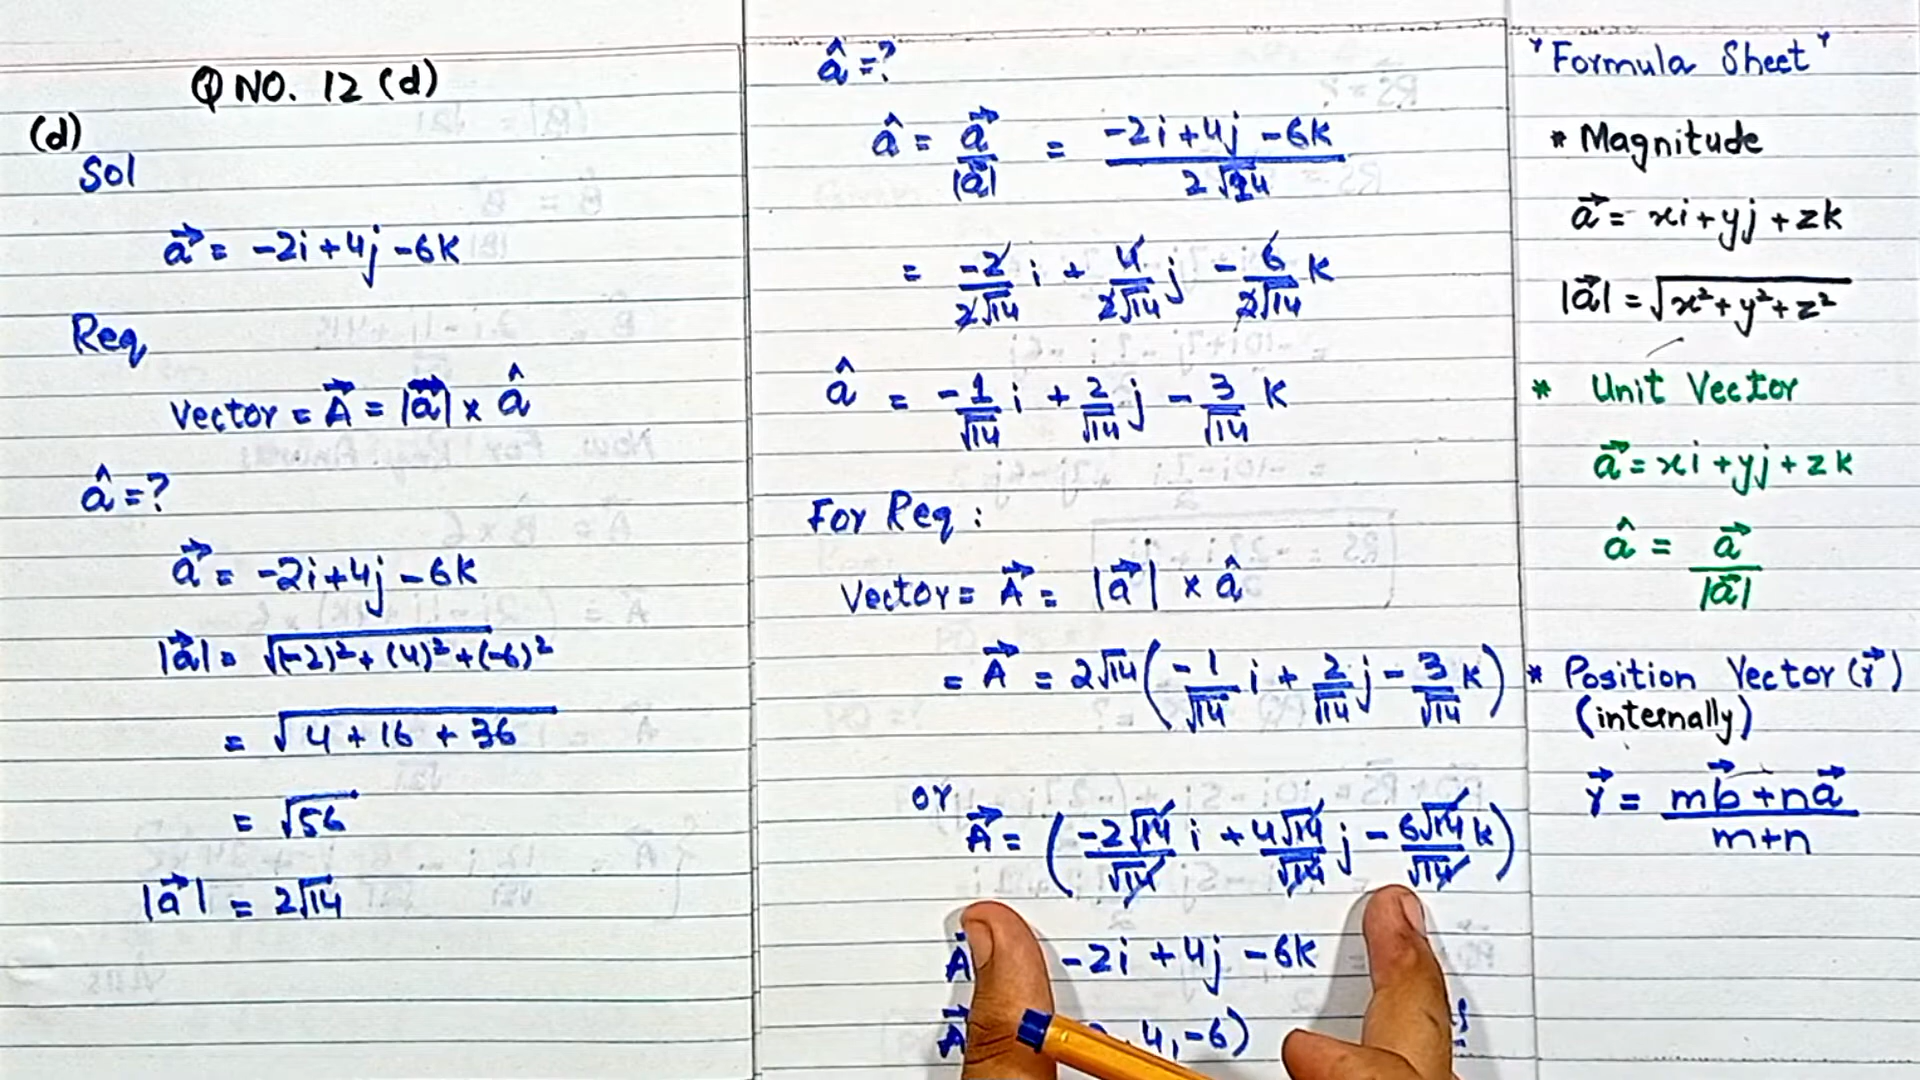 Q NO. 12 (d)
(d)
Sol
a⃗ = -2i+4j-6k
Req
Vector = A⃗ = |a⃗| × â
â = ?
a⃗ = -2i+4j-6k
|a⃗| = √(-2)²+(4)²+(-6)²
= √4+16+36
= √56
|a⃗| = 2√14
â = ?
â = a⃗/|a⃗| = -2i+4j-6k/2√14
= -2/2√14 i + 4/2√14 j - 6/2√14 k
â = -1/√14 i + 2/√14 j - 3/√14 k
For Req :
Vector = A⃗ = |a⃗| × â
= A⃗ = 2√14(-1/√14 i + 2/√14 j - 3/√14 k)
or
A⃗ = (-2√14/√14 i + 4√14/√14 j - 6√14/√14 k)
A -2i+4j-6k
A⃗ , 4, -6)
"Formula Sheet"
* Magnitude
a⃗ = xi+yj+zk
|a⃗| = √x²+y²+z²
* Unit Vector
a⃗ = xi+yj+zk
â = a⃗/|a⃗|
* Position Vector (r⃗)
(internally)
r⃗ = mb⃗+na⃗/m+n